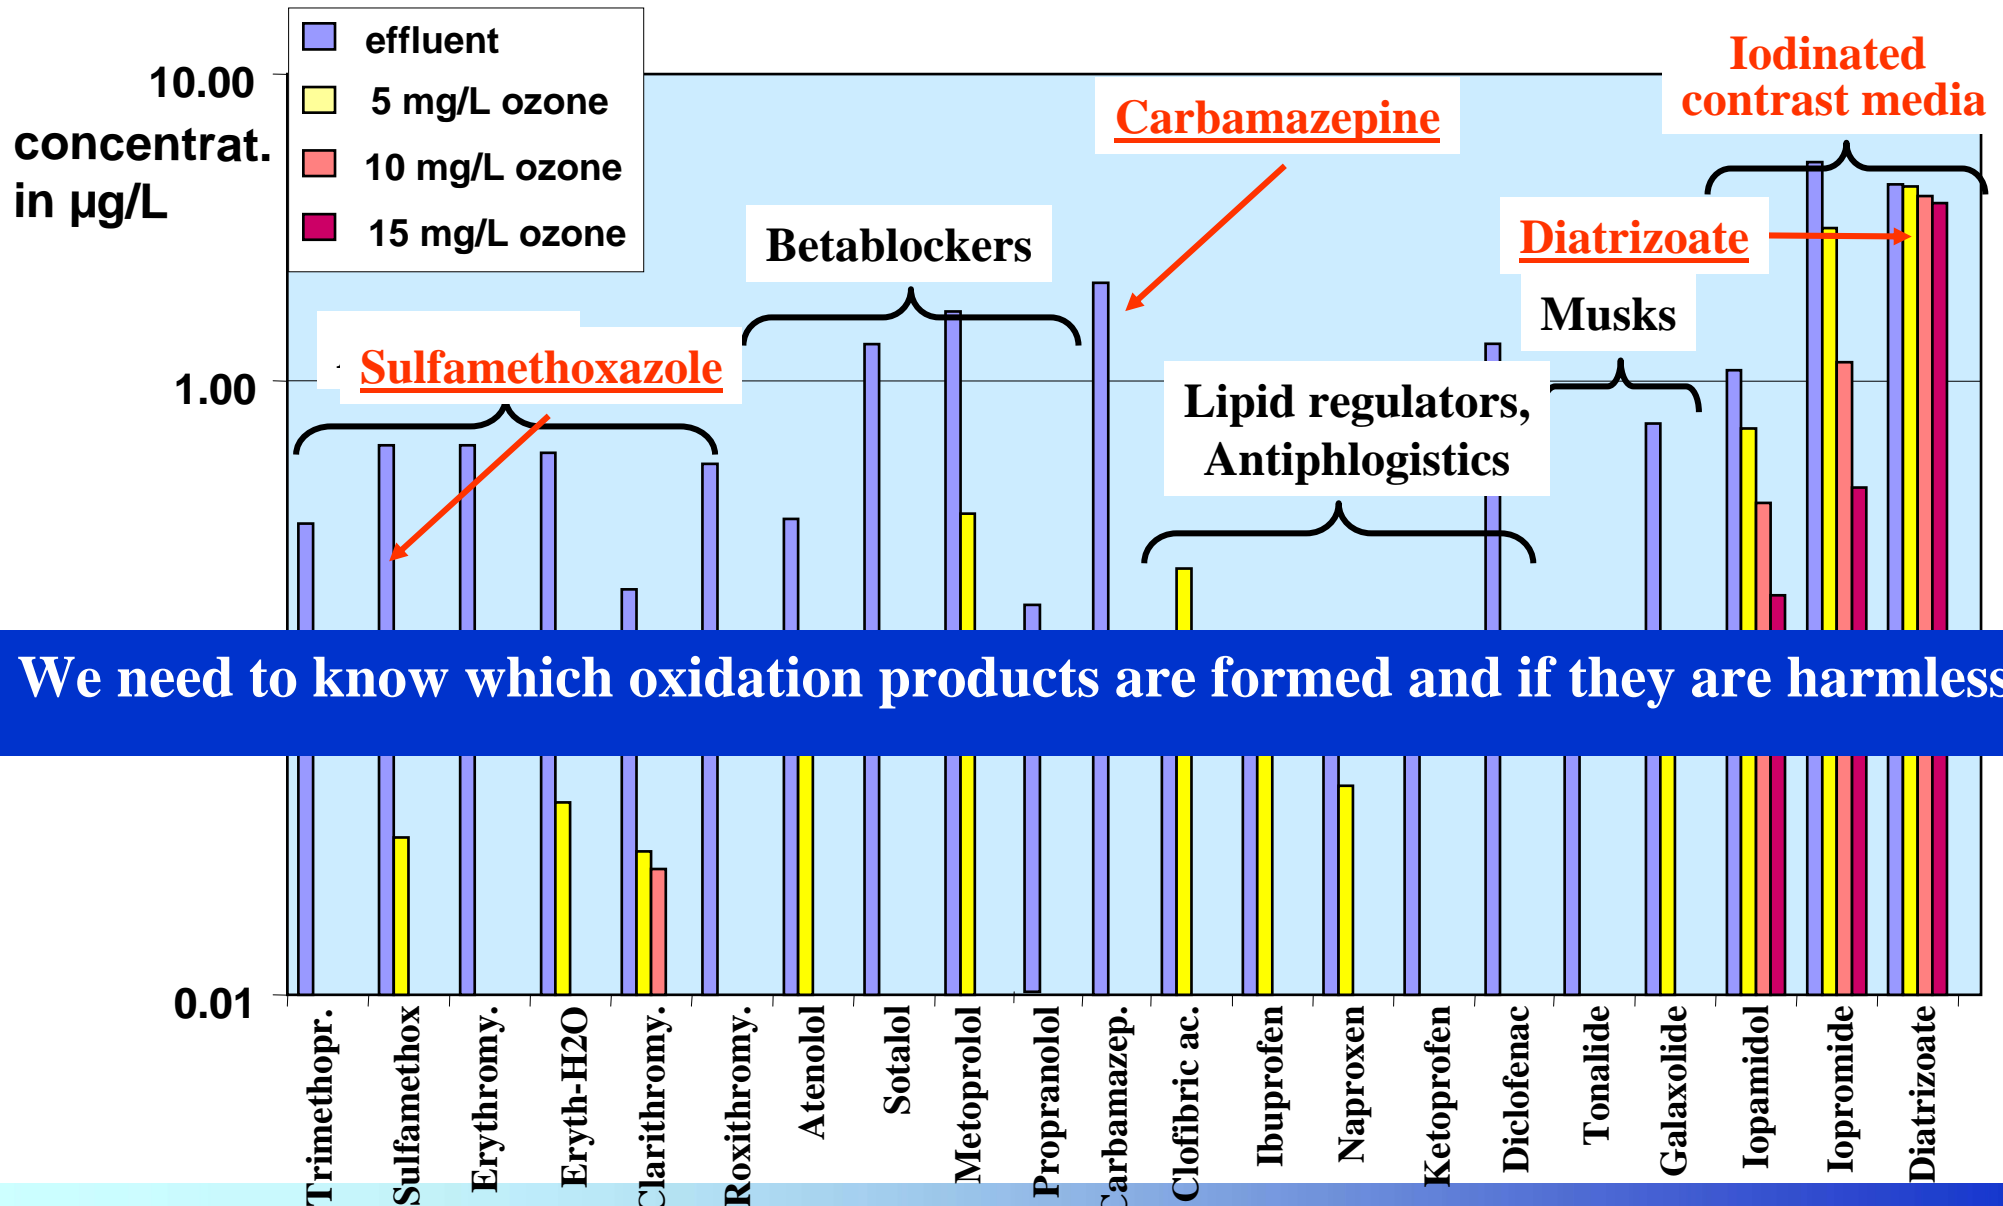 effluent
5 mg/L ozone
10 mg/L ozone
15 mg/L ozone
10.00
concentrat.
in µg/L
1.00
0.01
Iodinated
contrast media
Carbamazepine
Diatrizoate
Betablockers
Musks
Sulfamethoxazole
Lipid regulators,
Antiphlogistics
We need to know which oxidation products are formed and if they are harmless
Trimethopr.
Sulfamethox
Erythromy.
Eryth-H2O
Clarithromy.
Roxithromy.
Atenolol
Sotalol
Metoprolol
Propranolol
Carbamazep.
Clofibric ac.
Ibuprofen
Naproxen
Ketoprofen
Diclofenac
Tonalide
Galaxolide
Iopamidol
Iopromide
Diatrizoate